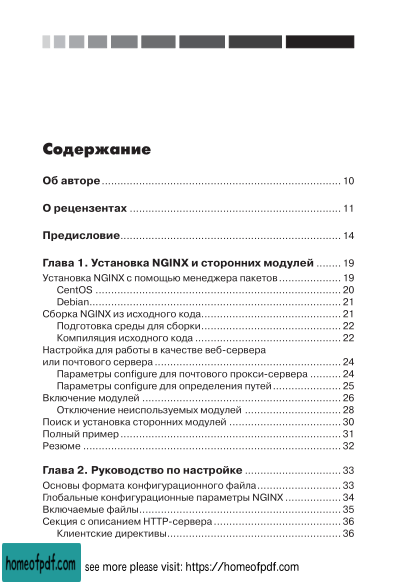 Содержание
Об авторе ........ 10
О рецензентах ........ 11
Предисловие ........ 14
Глава 1. Установка NGINX и сторонних модулей ........ 19
Установка NGINX с помощью менеджера пакетов ........ 19
CentOS ........ 20
Debian ........ 21
Сборка NGINX из исходного кода ........ 21
Подготовка среды для сборки ........ 22
Компиляция исходного кода ........ 22
Настройка для работы в качестве веб-сервера
или почтового сервера ........ 24
Параметры configure для почтового прокси-сервера ........ 24
Параметры configure для определения путей ........ 25
Включение модулей ........ 26
Отключение неиспользуемых модулей ........ 28
Поиск и установка сторонних модулей ........ 30
Полный пример ........ 31
Резюме ........ 32
Глава 2. Руководство по настройке ........ 33
Основы формата конфигурационного файла ........ 33
Глобальные конфигурационные параметры NGINX ........ 34
Включаемые файлы ........ 35
Секция с описанием HTTP-сервера ........ 36
Клиентские директивы ........ 36
homeofpdf.com see more please visit: https://homeofpdf.com